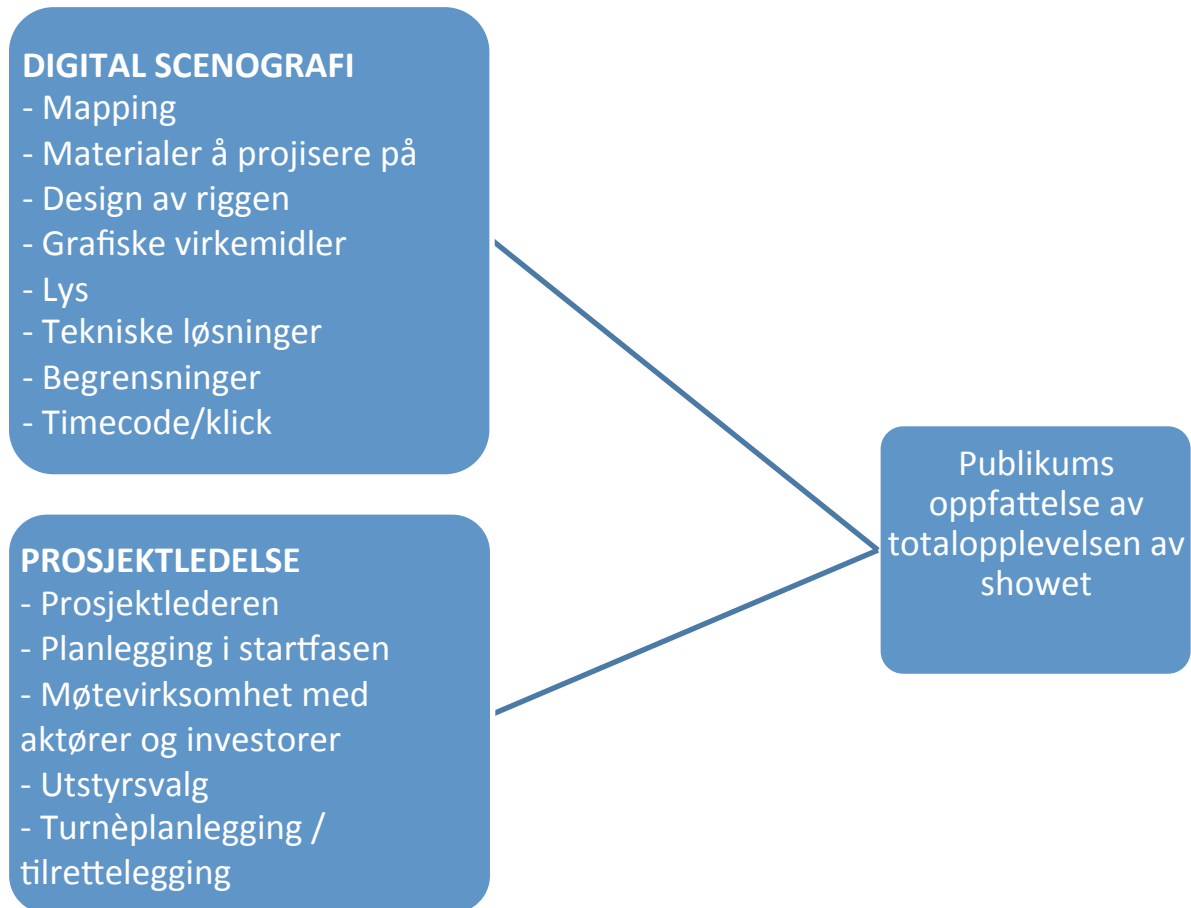 DIGITAL SCENOGRAFI
- Mapping
- Materialer å projisere på
- Design av riggen
- Grafiske virkemidler
- Lys
- Tekniske løsninger
- Begrensninger
- Timecode/klick
PROSJEKTLEDELSE
- Prosjektlederen
- Planlegging i startfasen
- Møtevirksomhet med
aktører og investorer
- Utstyrsvalg
- Turnèplanlegging /
tilrettelegging
Publikums
oppfattelse av
totalopplevelsen av
showet